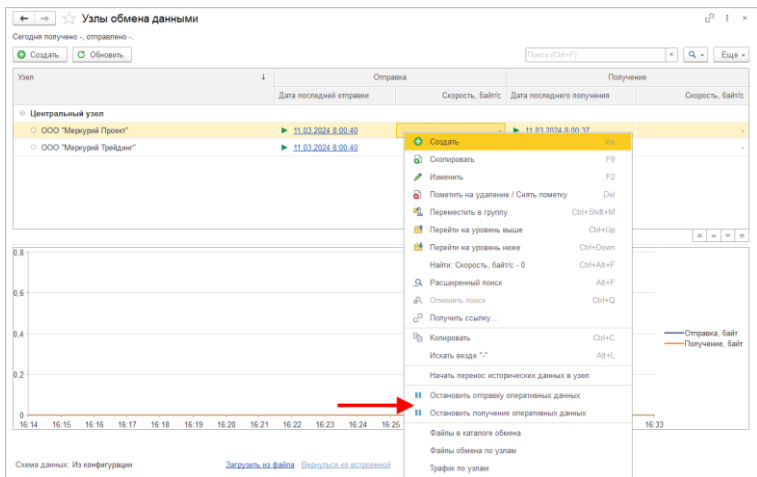 Узлы обмена данными
Сегодня получено -, отправлено -.
Создать Обновить Поиск (Ctrl+F) × Еще
Узел ↓ Отправка Получение
Дата последней отправки Скорость, байт/с Дата последнего получения Скорость, байт/с
Центральный узел
ООО "Меркурий Проект" 11.03.2024 8:00:40 - 11.03.2024 8:00:37 -
ООО "Меркурий Трейдинг" 11.03.2024 8:00:40 -
Создать Ins
Скопировать F9
Изменить F2
Пометить на удаление / Снять пометку Del
Переместить в группу Ctrl+Shift+M
Перейти на уровень выше Ctrl+Up
Перейти на уровень ниже Ctrl+Down
Найти: Скорость, байт/с - 0 Ctrl+Alt+F
Расширенный поиск Alt+F
Отменить поиск Ctrl+Q
Получить ссылку...
Копировать Ctrl+C
Искать везде "-" Alt+L
Начать перенос исторических данных в узел
Остановить отправку оперативных данных
Остановить получение оперативных данных
Файлы в каталоге обмена
Файлы обмена по узлам
Трафик по узлам
0,8
0,6
0,4
0,2
0
16:14 16:15 16:16 16:17 16:18 16:19 16:20 16:21 16:22 16:23 16:24 16:25 16:33
Отправка, байт
Получение, байт
Схема данных: Из конфигурации Загрузить из файла Вернуться ко встроенной